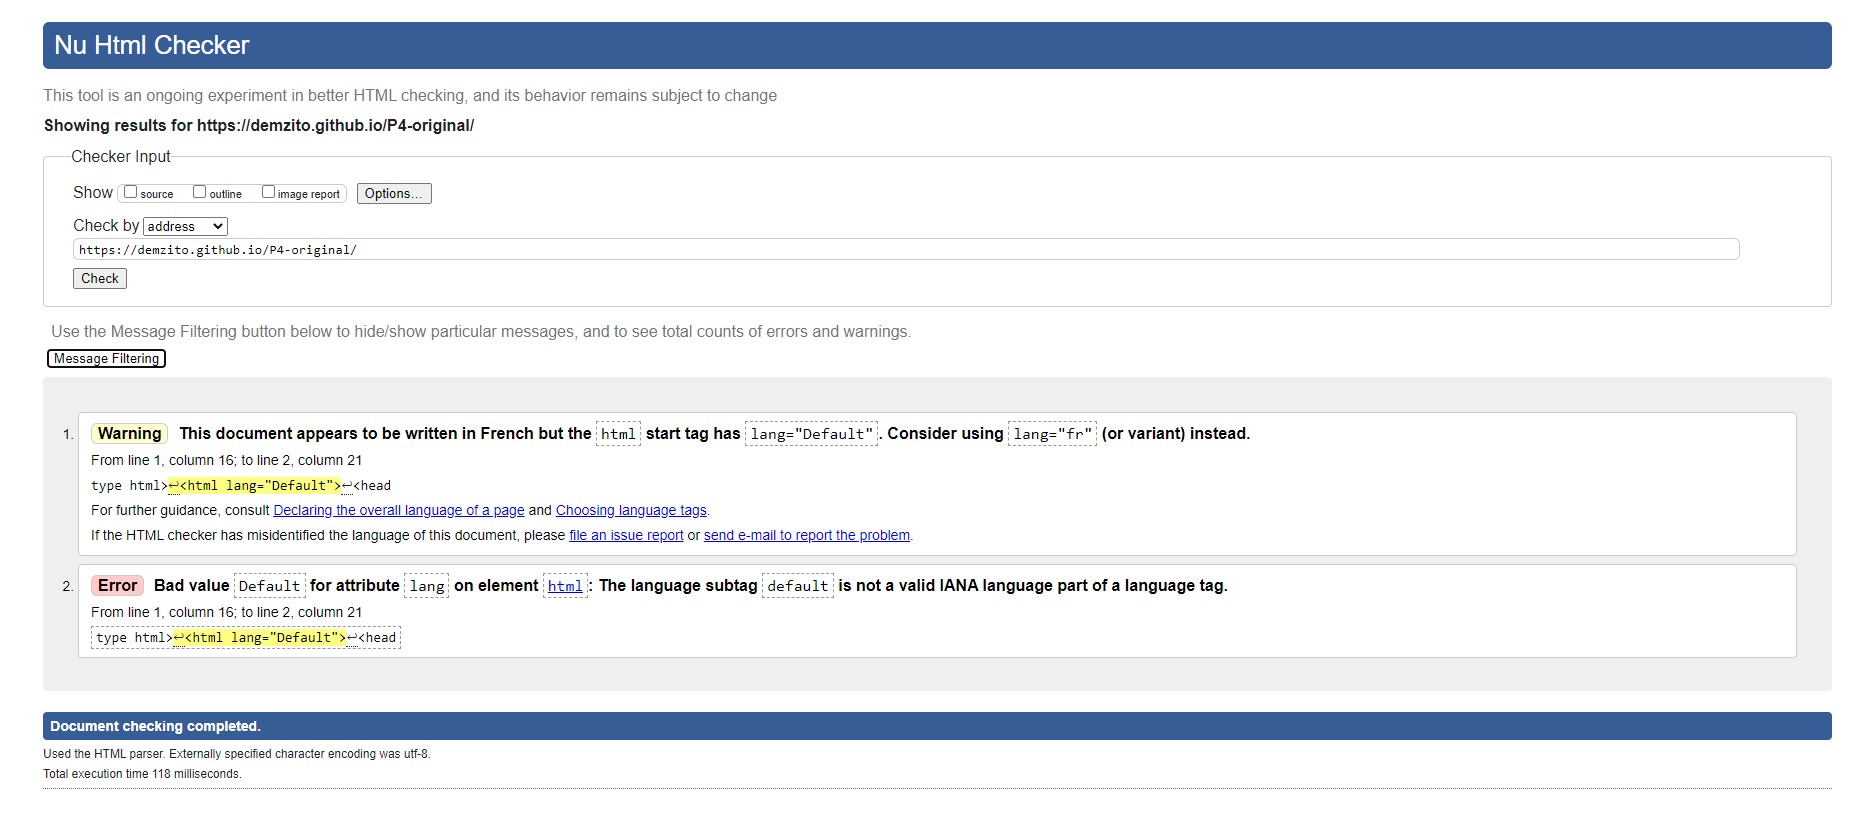 Nu Html Checker
This tool is an ongoing experiment in better HTML checking, and its behavior remains subject to change
Showing results for https://demzito.github.io/P4-original/
Checker Input
Show source outline image report Options...
Check by address
https://demzito.github.io/P4-original/
Check
Use the Message Filtering button below to hide/show particular messages, and to see total counts of errors and warnings.
Message Filtering
1. Warning This document appears to be written in French but the html start tag has lang="Default". Consider using lang="fr" (or variant) instead.
From line 1, column 16; to line 2, column 21
type html>↩<html lang="Default">↩<head
For further guidance, consult Declaring the overall language of a page and Choosing language tags.
If the HTML checker has misidentified the language of this document, please file an issue report or send e-mail to report the problem.
2. Error Bad value Default for attribute lang on element html: The language subtag default is not a valid IANA language part of a language tag.
From line 1, column 16; to line 2, column 21
type html>↩<html lang="Default">↩<head
Document checking completed.
Used the HTML parser. Externally specified character encoding was utf-8.
Total execution time 118 milliseconds.